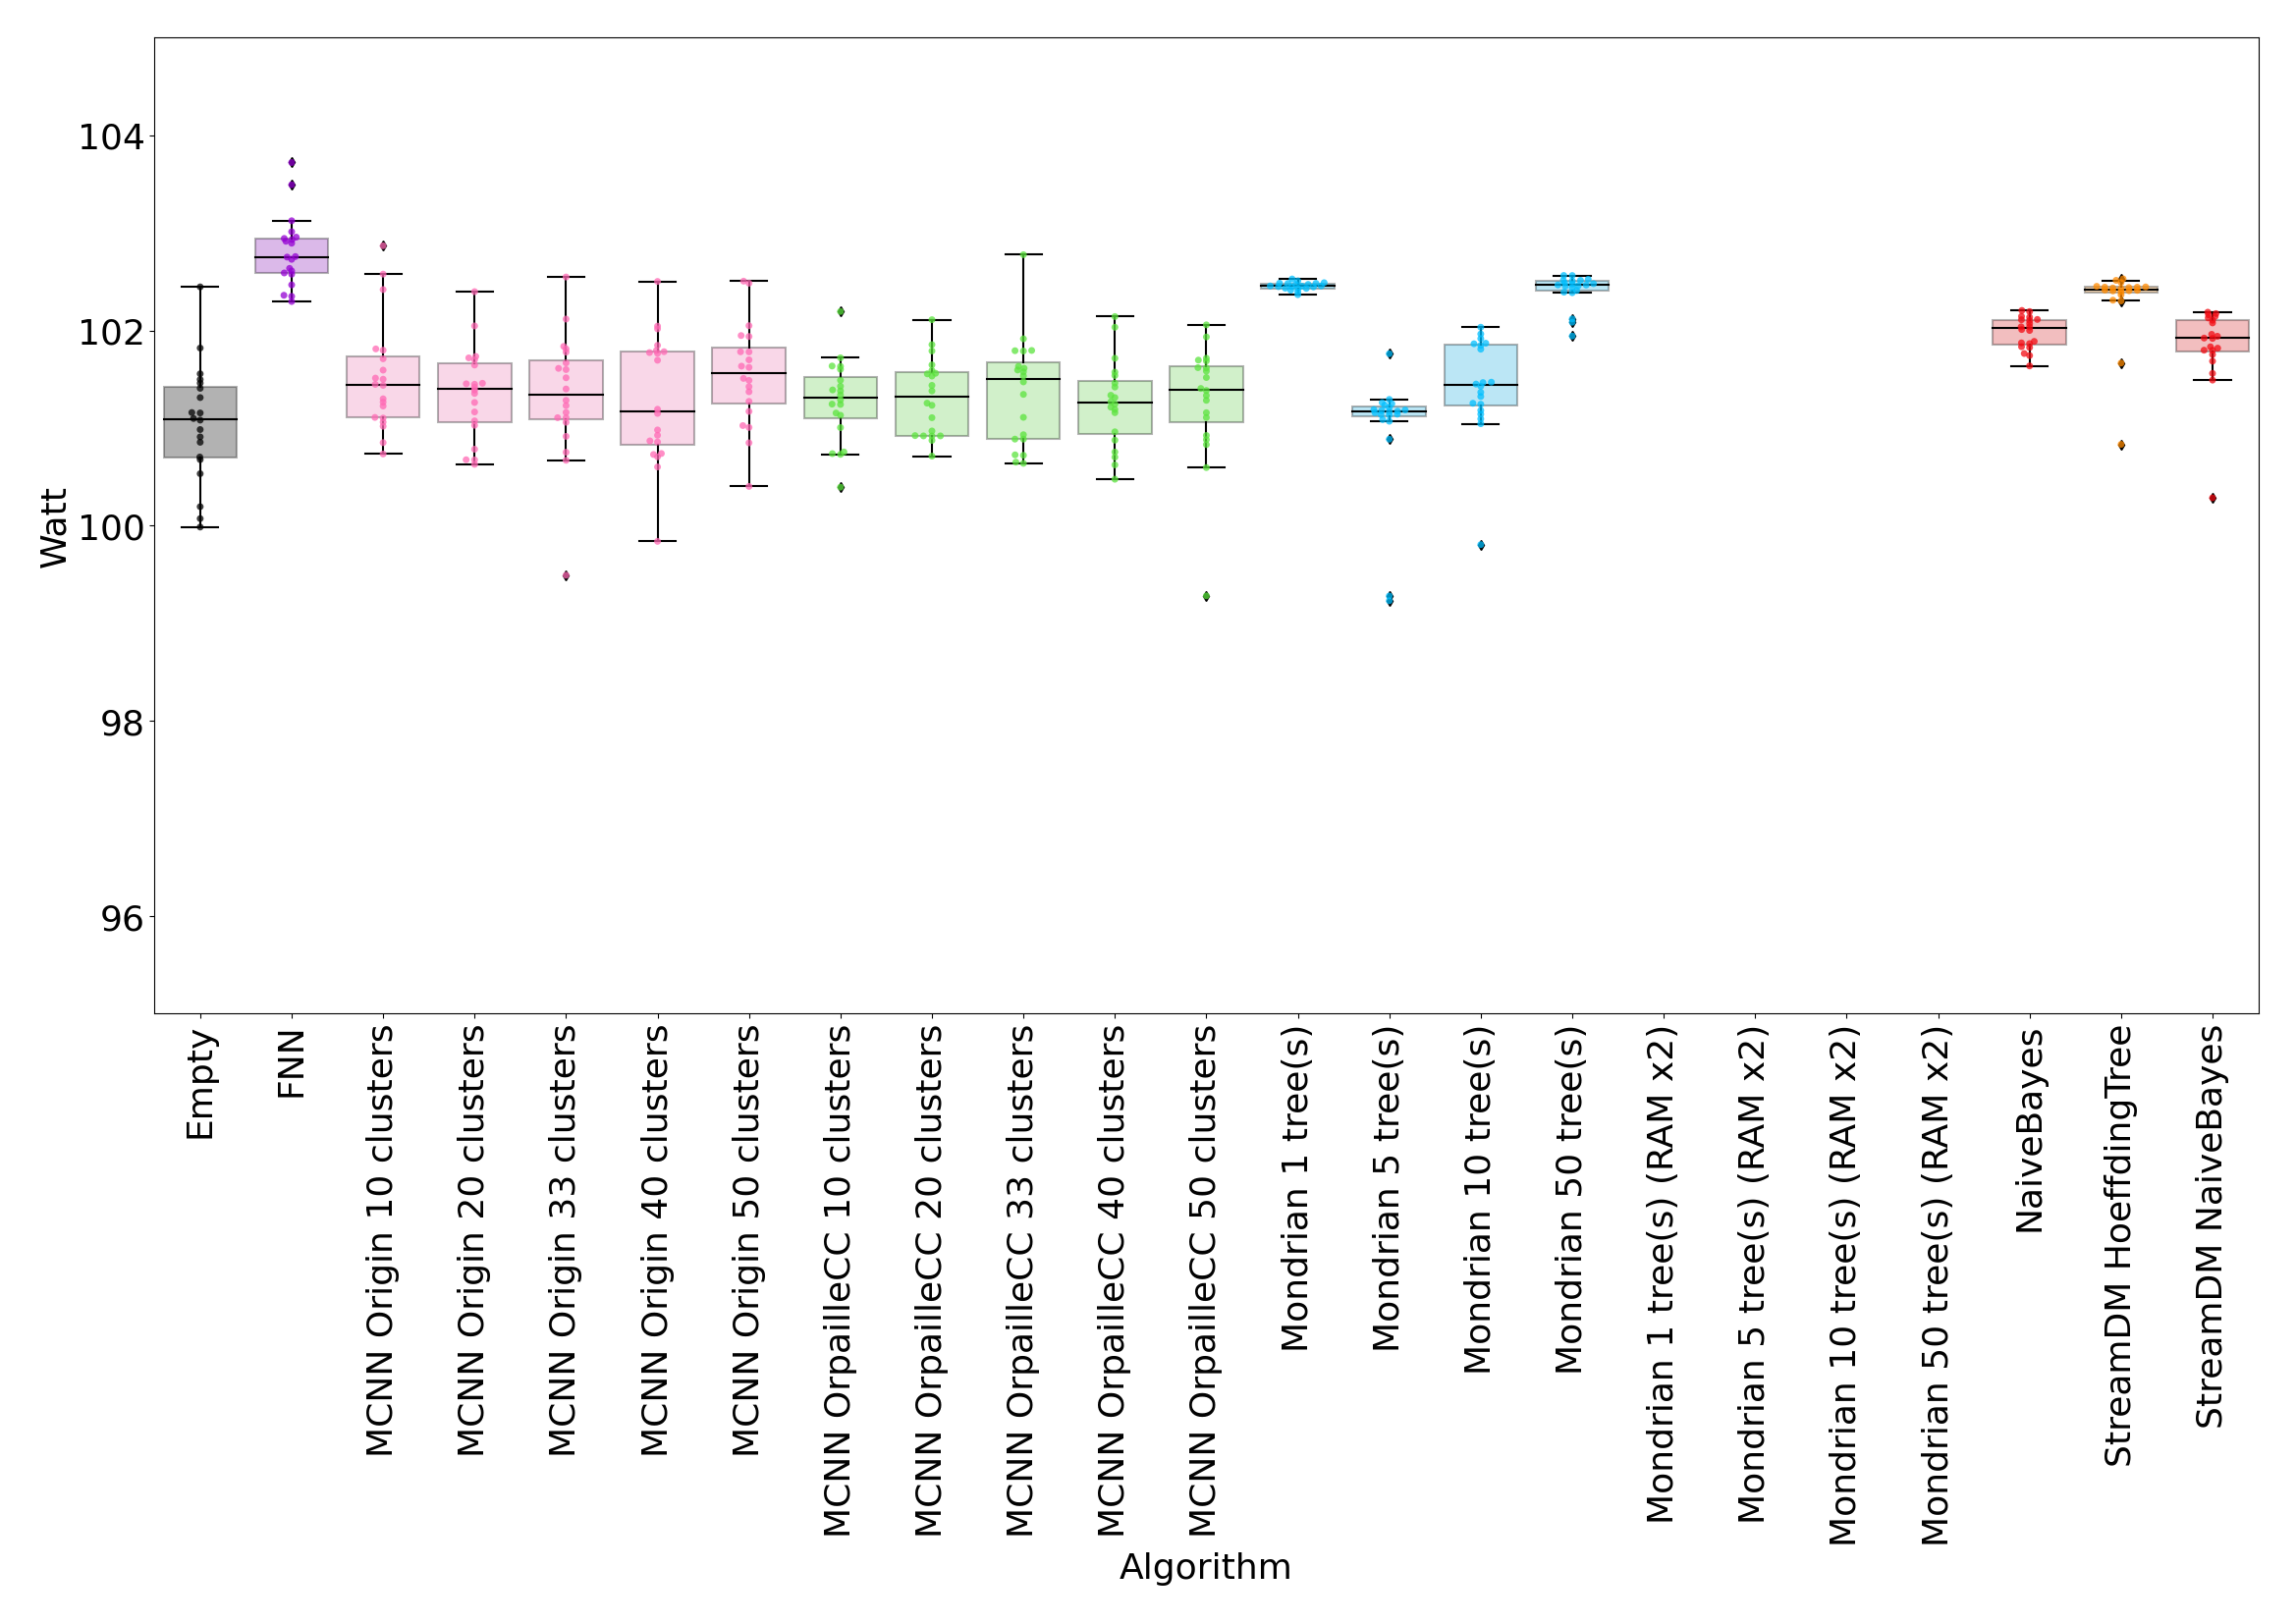 104
102
100
98
96
Watt
Empty
FNN
MCNN Origin 10 clusters
MCNN Origin 20 clusters
MCNN Origin 33 clusters
MCNN Origin 40 clusters
MCNN Origin 50 clusters
MCNN OrpailleCC 10 clusters
MCNN OrpailleCC 20 clusters
MCNN OrpailleCC 33 clusters
MCNN OrpailleCC 40 clusters
MCNN OrpailleCC 50 clusters
Mondrian 1 tree(s)
Mondrian 5 tree(s)
Mondrian 10 tree(s)
Mondrian 50 tree(s)
Mondrian 1 tree(s) (RAM x2)
Mondrian 5 tree(s) (RAM x2)
Mondrian 10 tree(s) (RAM x2)
Mondrian 50 tree(s) (RAM x2)
NaiveBayes
StreamDM HoeffdingTree
StreamDM NaiveBayes
Algorithm